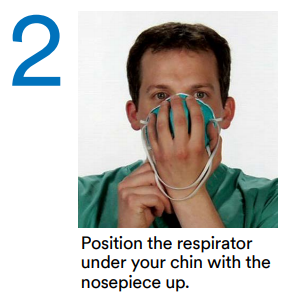 2
Position the respirator
under your chin with the
nosepiece up.